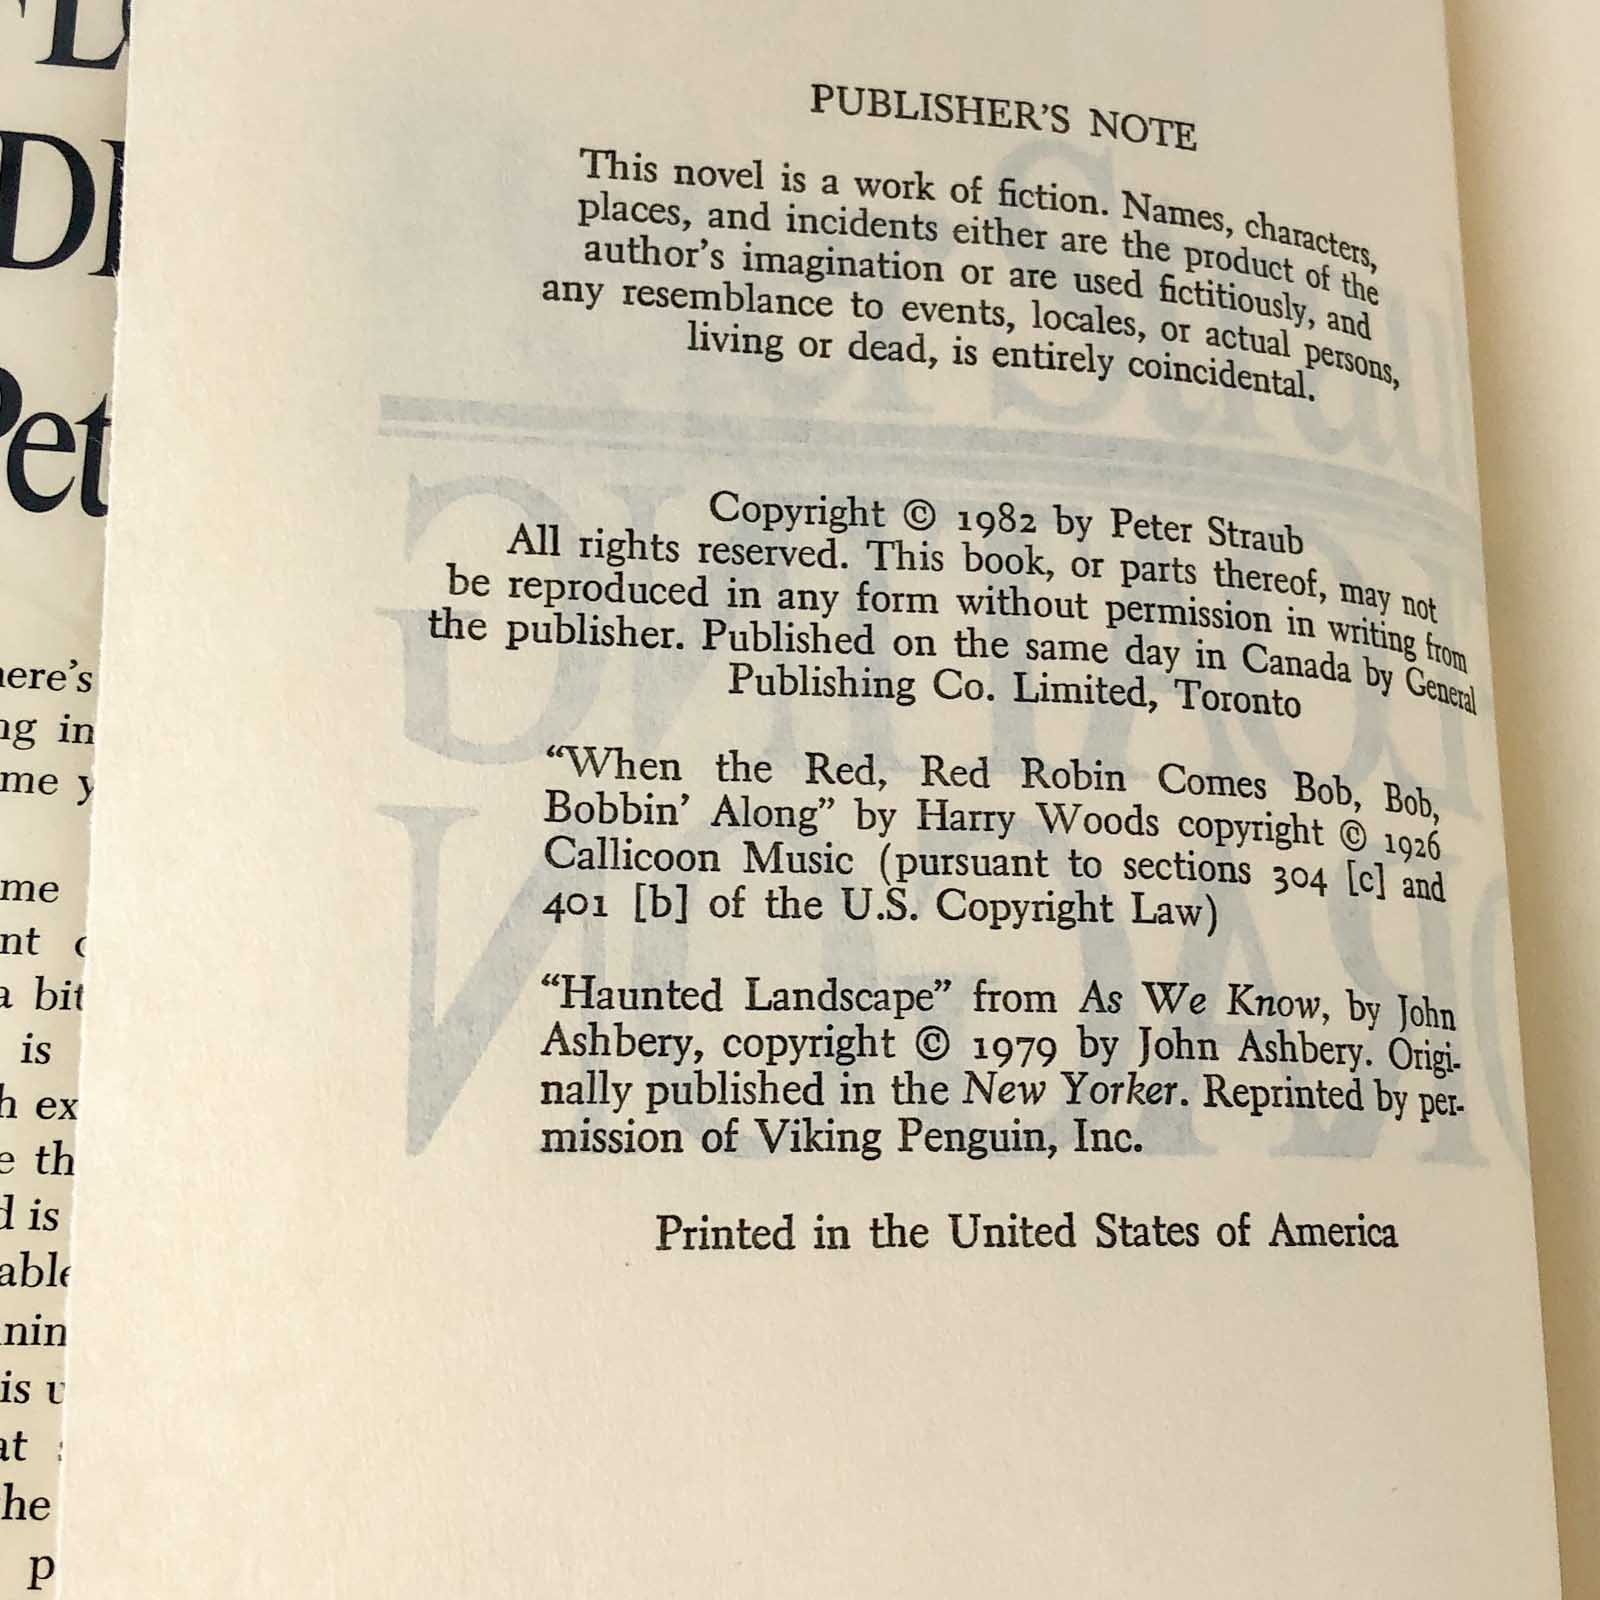 PUBLISHER'S NOTE
This novel is a work of fiction. Names, characters,
places, and incidents either are the product of the
author's imagination or are used fictitiously, and
any resemblance to events, locales, or actual persons,
living or dead, is entirely coincidental.
Copyright © 1982 by Peter Straub
All rights reserved. This book, or parts thereof, may not
be reproduced in any form without permission in writing from
the publisher. Published on the same day in Canada by General
Publishing Co. Limited, Toronto
“When the Red, Red Robin Comes Bob, Bob,
Bobbin’ Along” by Harry Woods copyright © 1926
Callicoon Music (pursuant to sections 304 [c] and
401 [b] of the U.S. Copyright Law)
“Haunted Landscape” from As We Know, by John
Ashbery, copyright © 1979 by John Ashbery. Origi-
nally published in the New Yorker. Reprinted by per-
mission of Viking Penguin, Inc.
Printed in the United States of America